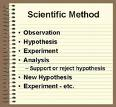 Scientific Method
• Observation
• Hypothesis
• Experiment
• Analysis
– Support or reject hypothesis
• New Hypothesis
• Experiment - etc.